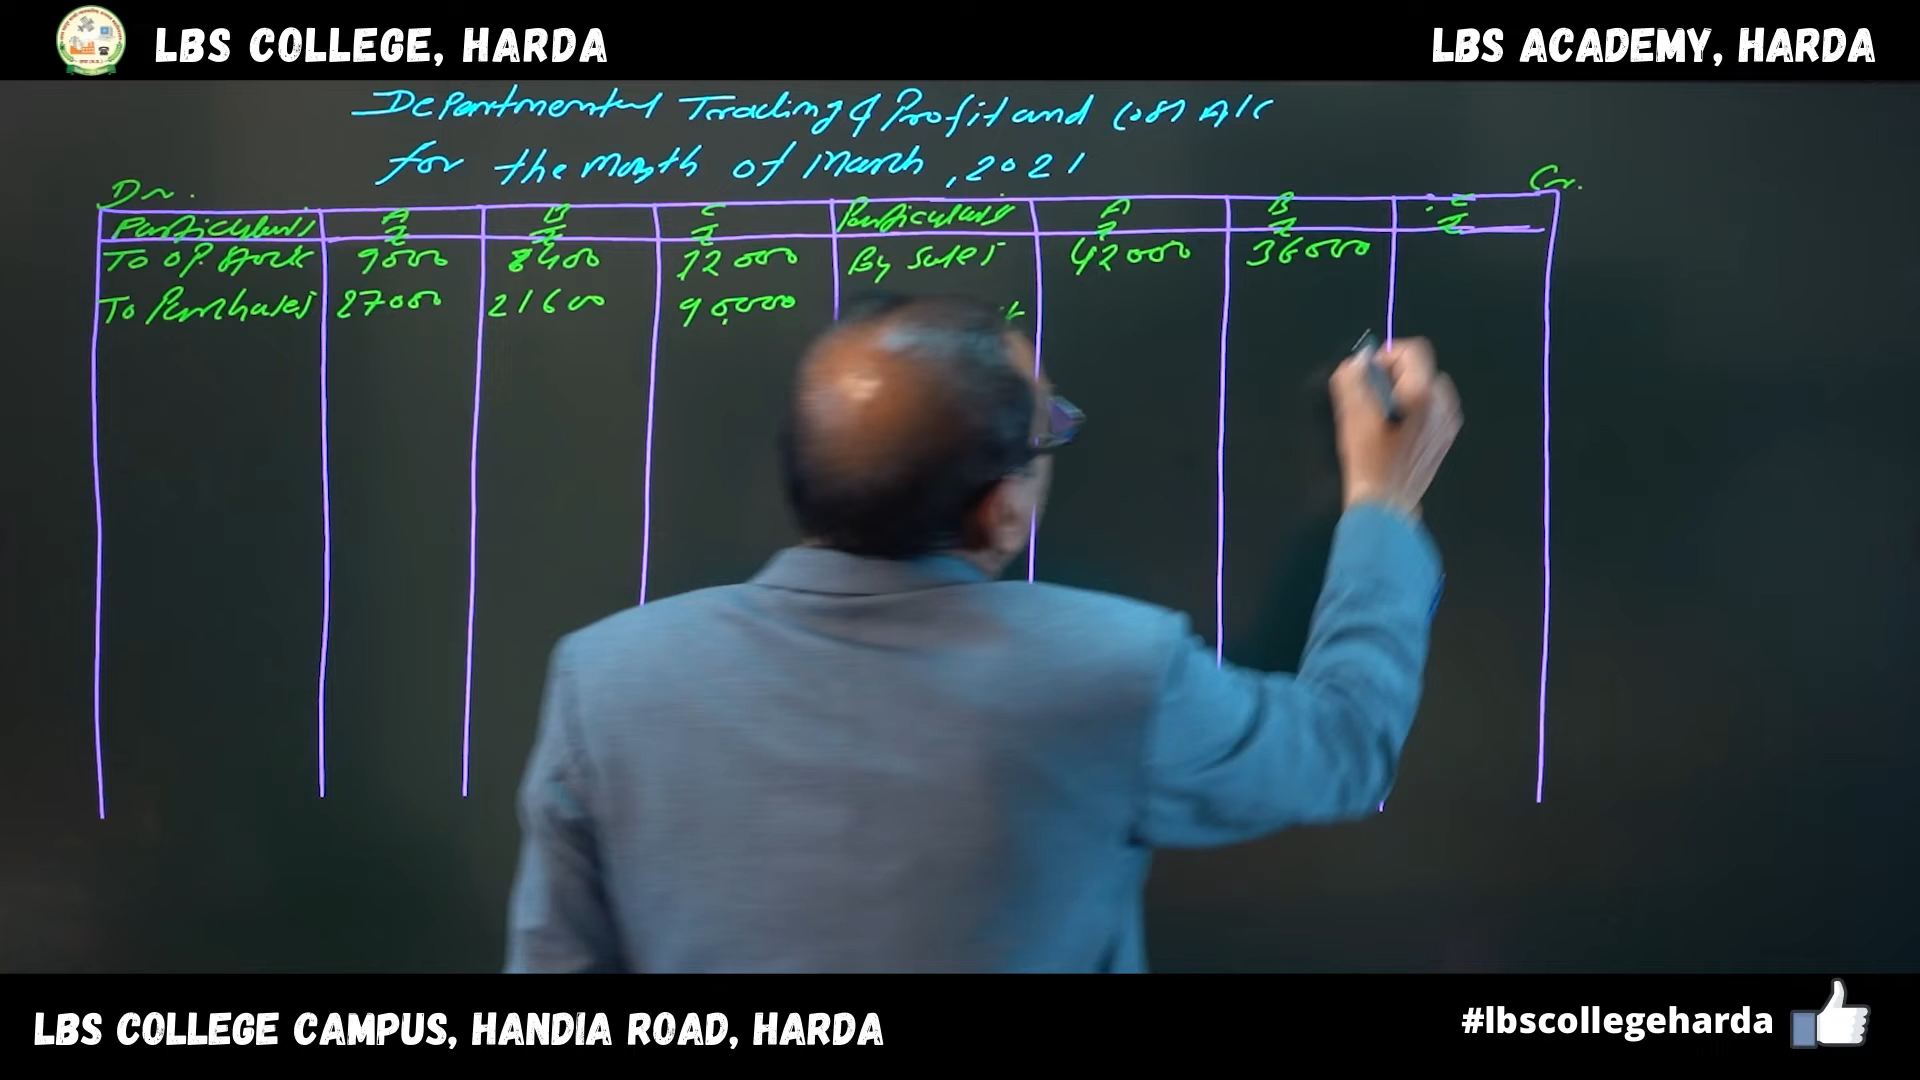 LBS COLLEGE, HARDA
LBS ACADEMY, HARDA
Departmental Trading & Profit and Loss A/c
for the Month of March, 2021
Dr. Cr.
Particulars A B C Particulars A B C
₹ ₹ ₹ ₹ ₹ ₹
To op. Stock 9000 8400 12000 By Sales 42000 36000
To Purchases 27000 21600 90000
LBS COLLEGE CAMPUS, HANDIA ROAD, HARDA
#lbscollegeharda